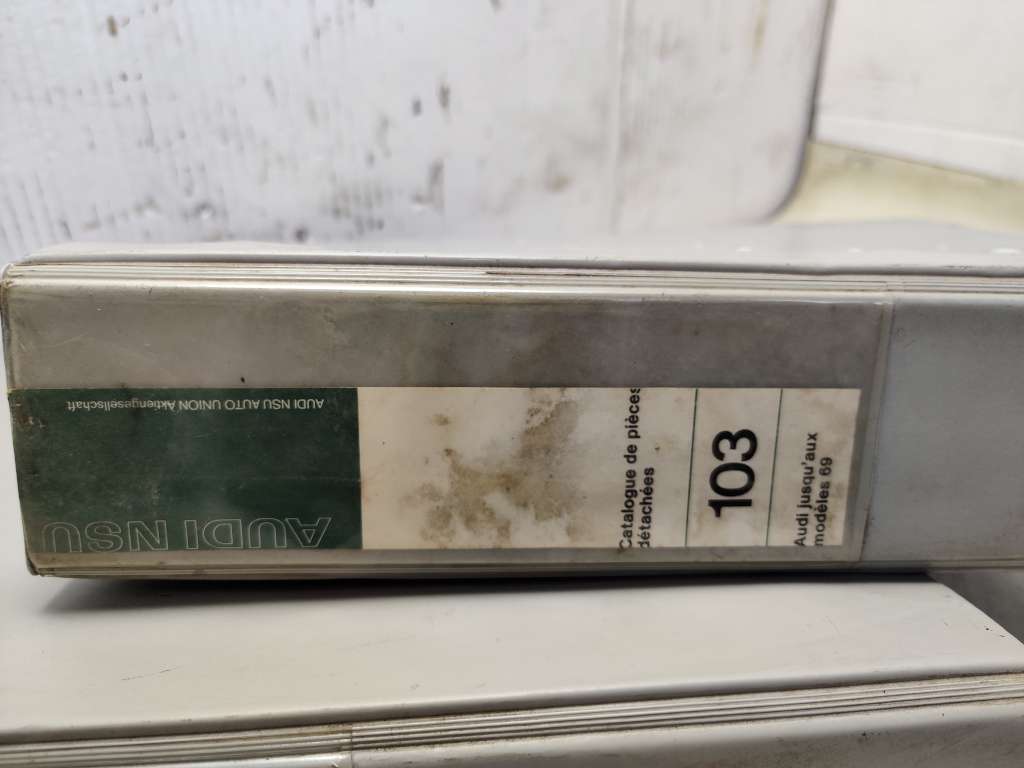 AUDI NSU AUTO UNION Aktiengesellschaft
AUDI NSU
Catalogue de pièces
détachées
103
Audi jusqu'aux
modèles 69